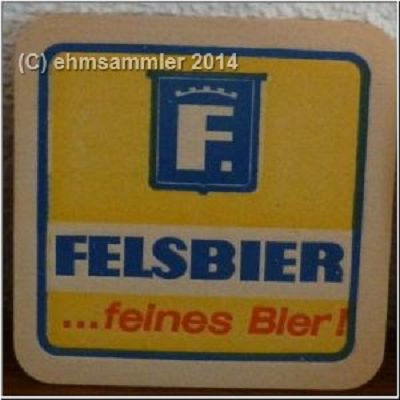 (C) ehmsammler 2014
F.
FELSBIER
...feines Bier!